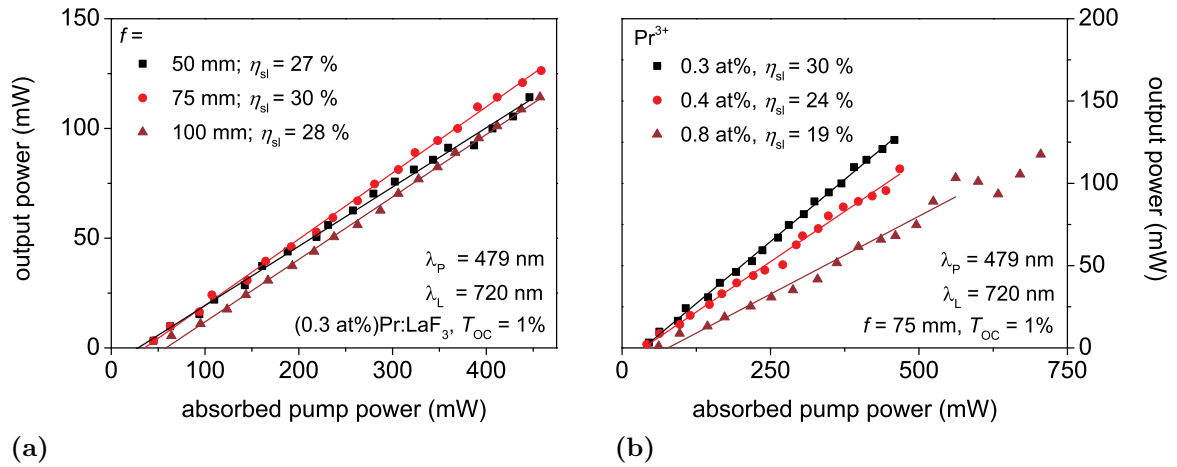 f =
50 mm; ηsl = 27 %
75 mm; ηsl = 30 %
100 mm; ηsl = 28 %
λP = 479 nm
λL = 720 nm
(0.3 at%)Pr:LaF3, TOC = 1%
150
100
50
0
0 100 200 300 400
output power (mW)
absorbed pump power (mW)
(a)
Pr3+
0.3 at%, ηsl = 30 %
0.4 at%, ηsl = 24 %
0.8 at%, ηsl = 19 %
λP = 479 nm
λL = 720 nm
f = 75 mm, TOC = 1%
200
150
100
50
0
0 250 500 750
output power (mW)
absorbed pump power (mW)
(b)